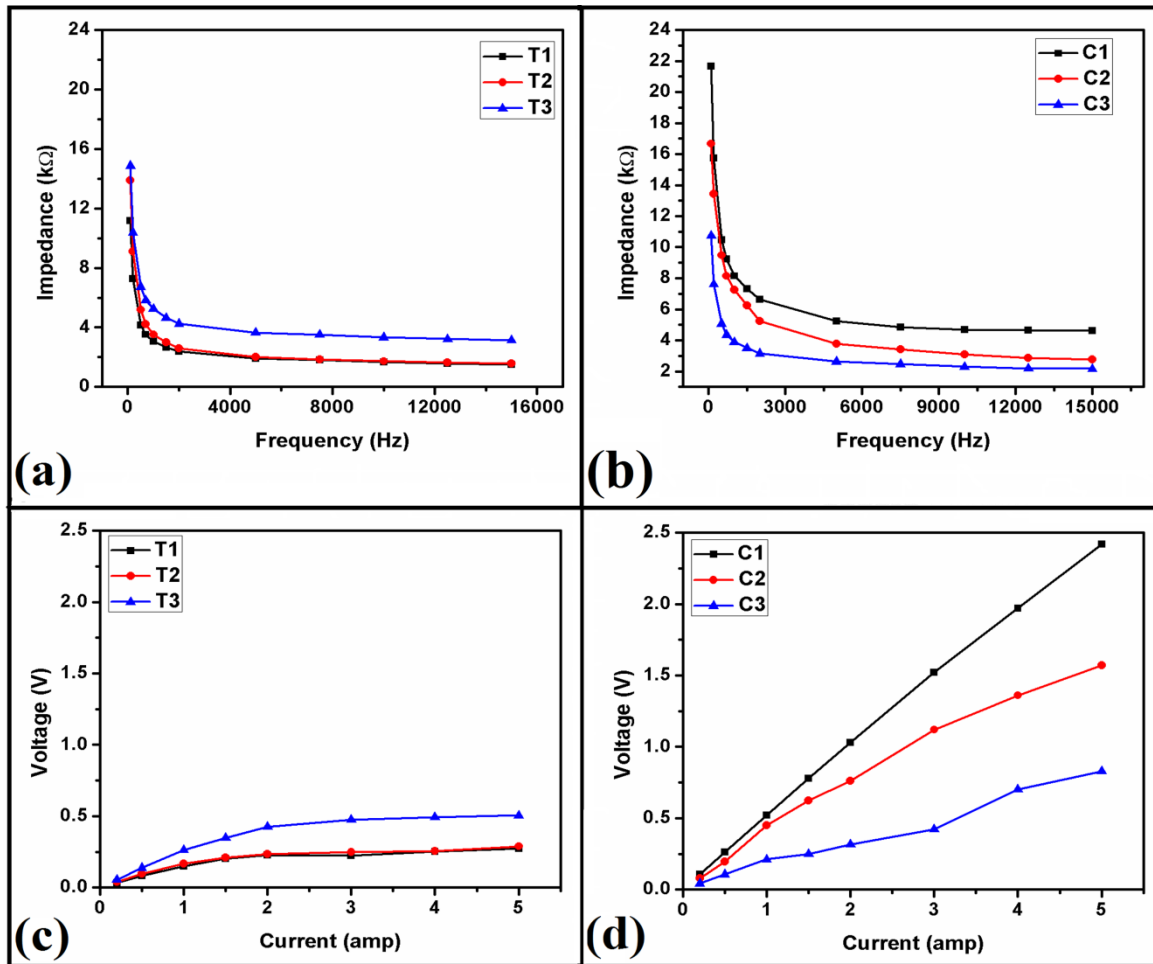 24
20
16
12
8
4
0
Impedance (kΩ)
T1
T2
T3
0 4000 8000 12000 16000
Frequency (Hz)
(a)
24
22
20
18
16
14
12
10
8
6
4
2
Impedance (kΩ)
C1
C2
C3
0 3000 6000 9000 12000 15000
Frequency (Hz)
(b)
2.5
2.0
1.5
1.0
0.5
0.0
Voltage (V)
T1
T2
T3
0 1 2 3 4 5
Current (amp)
(c)
2.5
2.0
1.5
1.0
0.5
0.0
Voltage (V)
C1
C2
C3
0 1 2 3 4 5
Current (amp)
(d)